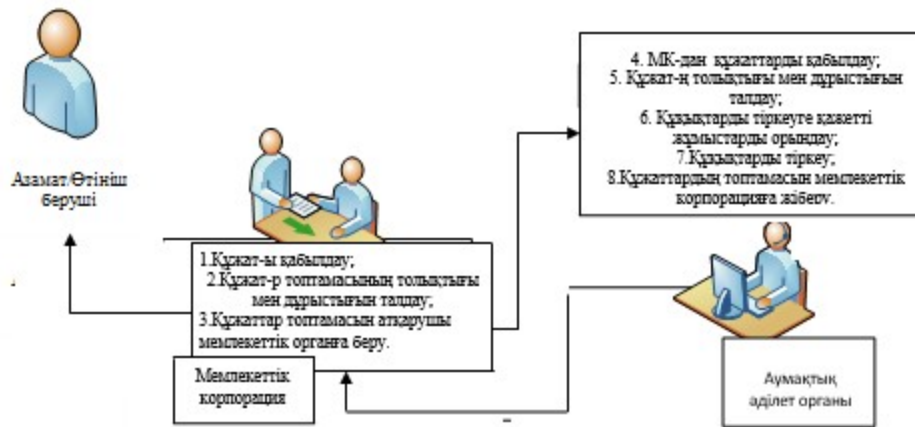 Азамат/Өтініш
беруші
1.Құжат-ы қабылдау;
2.Құжат-р топтамасының толықтығы
мен дұрыстығын талдау;
3.Құжаттар топтамасын атқарушы
мемлекеттік органға беру.
Мемлекеттік
корпорация
4. МК-дан құжаттарды қабылдау;
5. Құжат-ң толықтығы мен дұрыстығын
талдау;
6. Құқықтарды тіркеуге қажетті
жұмыстарды орындау;
7.Құқықтарды тіркеу;
8.Құжаттардың топтамасын мемлекеттік
корпорацияға жіберу.
Аумақтық
әділет органы